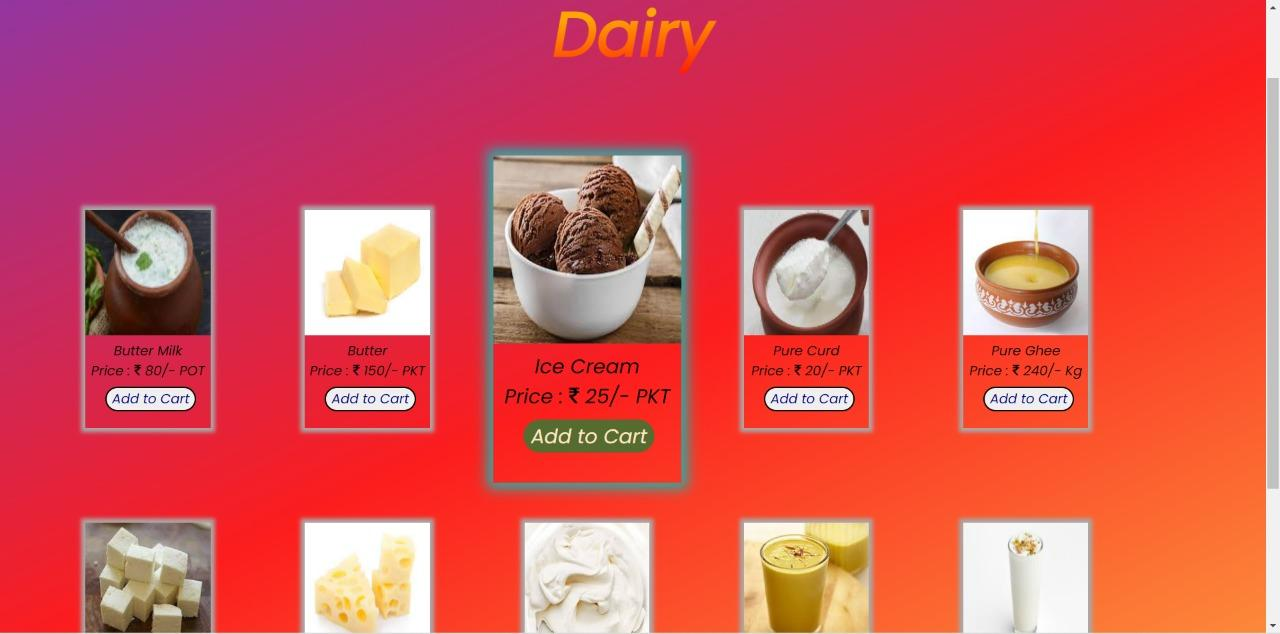 Dairy
Butter Milk
Price : ₹ 80/- POT
Add to Cart
Butter
Price : ₹ 150/- PKT
Add to Cart
Ice Cream
Price : ₹ 25/- PKT
Add to Cart
Pure Curd
Price : ₹ 20/- PKT
Add to Cart
Pure Ghee
Price : ₹ 240/- Kg
Add to Cart